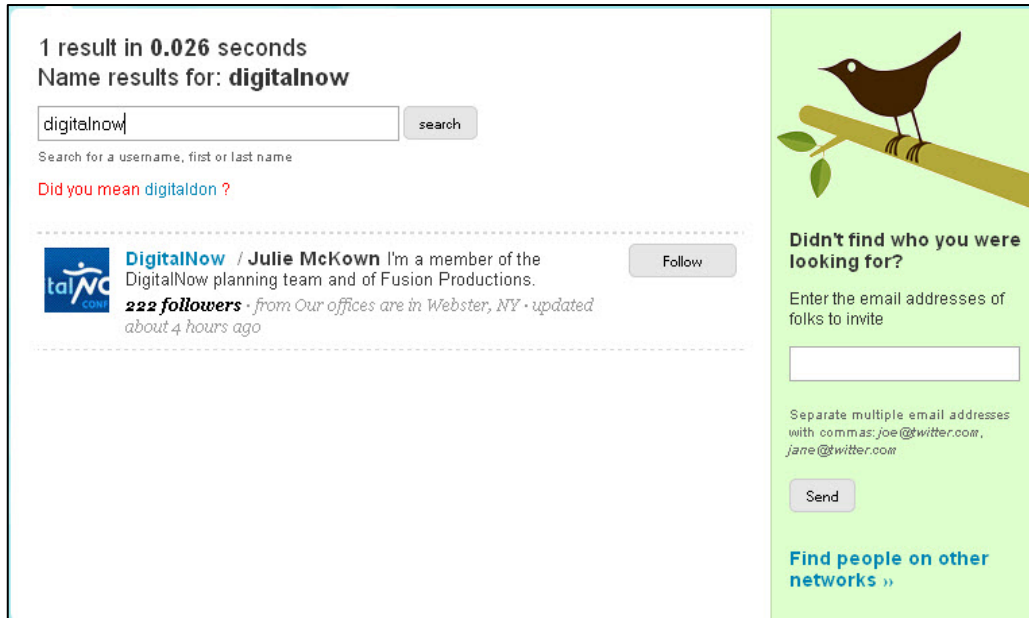 1 result in 0.026 seconds
Name results for: digitalnow
digitalnow
search
Search for a username, first or last name
Did you mean digitaldon ?
talNO
CONF
DigitalNow / Julie McKown I'm a member of the
DigitalNow planning team and of Fusion Productions.
222 followers · from Our offices are in Webster, NY · updated
about 4 hours ago
Follow
Didn't find who you were
looking for?
Enter the email addresses of
folks to invite
Separate multiple email addresses
with commas: joe@twitter.com,
jane@twitter.com
Send
Find people on other
networks ››